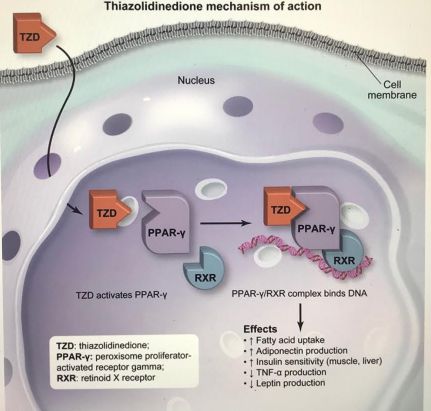 Thiazolidinedione mechanism of action
TZD
Nucleus
Cell
membrane
TZD
PPAR-γ
RXR
TZD
PPAR-γ
RXR
TZD activates PPAR-γ
PPAR-γ/RXR complex binds DNA
TZD: thiazolidinedione;
PPAR-γ: peroxisome proliferator-
activated receptor gamma;
RXR: retinoid X receptor
Effects
• ↑ Fatty acid uptake
• ↑ Adiponectin production
• ↑ Insulin sensitivity (muscle, liver)
• ↓ TNF-α production
• ↓ Leptin production